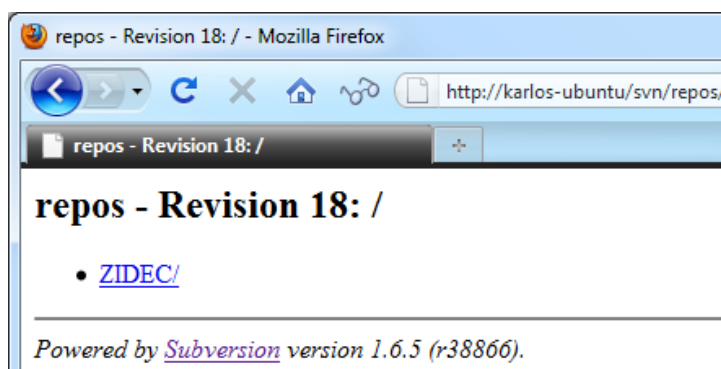 repos - Revision 18: / - Mozilla Firefox
http://karlos-ubuntu/svn/repos/
repos - Revision 18: /
repos - Revision 18: /
ZIDEC/
Powered by Subversion version 1.6.5 (r38866).